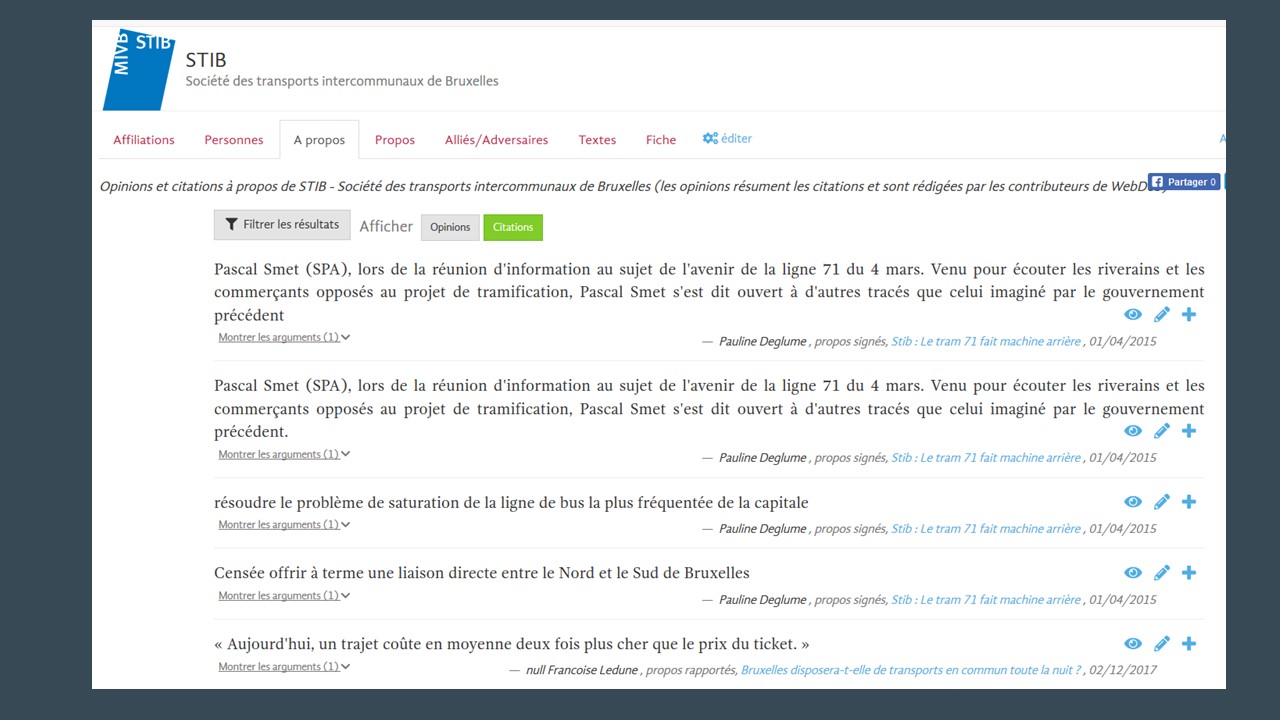 MIVB STIB
STIB
Société des transports intercommunaux de Bruxelles
Affiliations Personnes A propos Propos Alliés/Adversaires Textes Fiche éditer A
Opinions et citations à propos de STIB - Société des transports intercommunaux de Bruxelles (les opinions résument les citations et sont rédigées par les contributeurs de WebD
Partager 0
Filtrer les résultats Afficher Opinions Citations
Pascal Smet (SPA), lors de la réunion d'information au sujet de l'avenir de la ligne 71 du 4 mars. Venu pour écouter les riverains et les
commerçants opposés au projet de tramification, Pascal Smet s'est dit ouvert à d'autres tracés que celui imaginé par le gouvernement
précédent
Montrer les arguments (1)
— Pauline Deglume , propos signés, Stib : Le tram 71 fait machine arrière , 01/04/2015
Pascal Smet (SPA), lors de la réunion d'information au sujet de l'avenir de la ligne 71 du 4 mars. Venu pour écouter les riverains et les
commerçants opposés au projet de tramification, Pascal Smet s'est dit ouvert à d'autres tracés que celui imaginé par le gouvernement
précédent.
Montrer les arguments (1)
— Pauline Deglume , propos signés, Stib : Le tram 71 fait machine arrière , 01/04/2015
résoudre le problème de saturation de la ligne de bus la plus fréquentée de la capitale
Montrer les arguments (1)
— Pauline Deglume , propos signés, Stib : Le tram 71 fait machine arrière , 01/04/2015
Censée offrir à terme une liaison directe entre le Nord et le Sud de Bruxelles
Montrer les arguments (1)
— Pauline Deglume , propos signés, Stib : Le tram 71 fait machine arrière , 01/04/2015
« Aujourd'hui, un trajet coûte en moyenne deux fois plus cher que le prix du ticket. »
Montrer les arguments (1)
— null Francoise Ledune , propos rapportés, Bruxelles disposera-t-elle de transports en commun toute la nuit ? , 02/12/2017